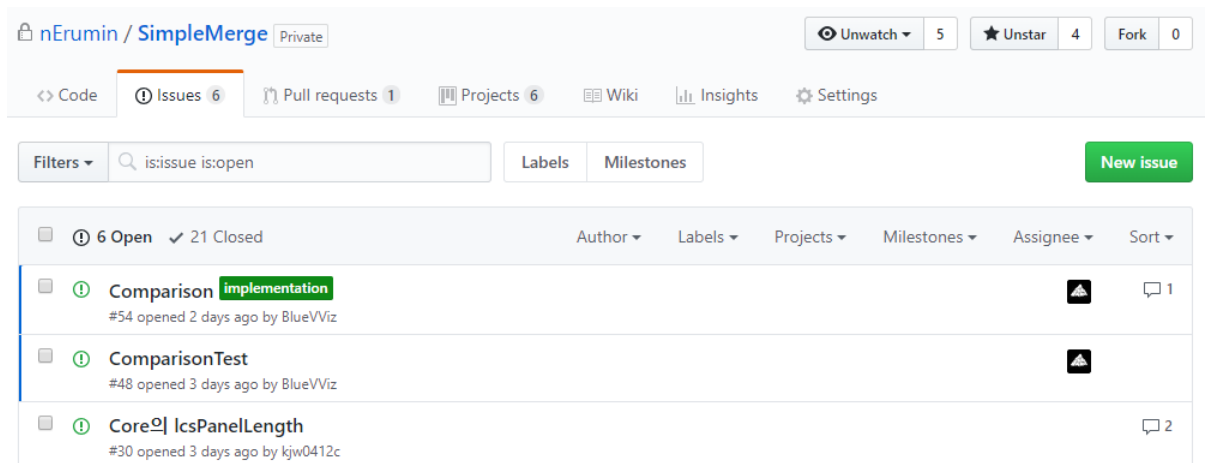 nErumin / SimpleMerge Private Unwatch 5 Unstar 4 Fork 0
Code Issues 6 Pull requests 1 Projects 6 Wiki Insights Settings
Filters is:issue is:open Labels Milestones New issue
6 Open 21 Closed Author Labels Projects Milestones Assignee Sort
Comparison implementation 1
#54 opened 2 days ago by BlueVViz
ComparisonTest
#48 opened 3 days ago by BlueVViz
Core의 lcsPanelLength 2
#30 opened 3 days ago by kjw0412c